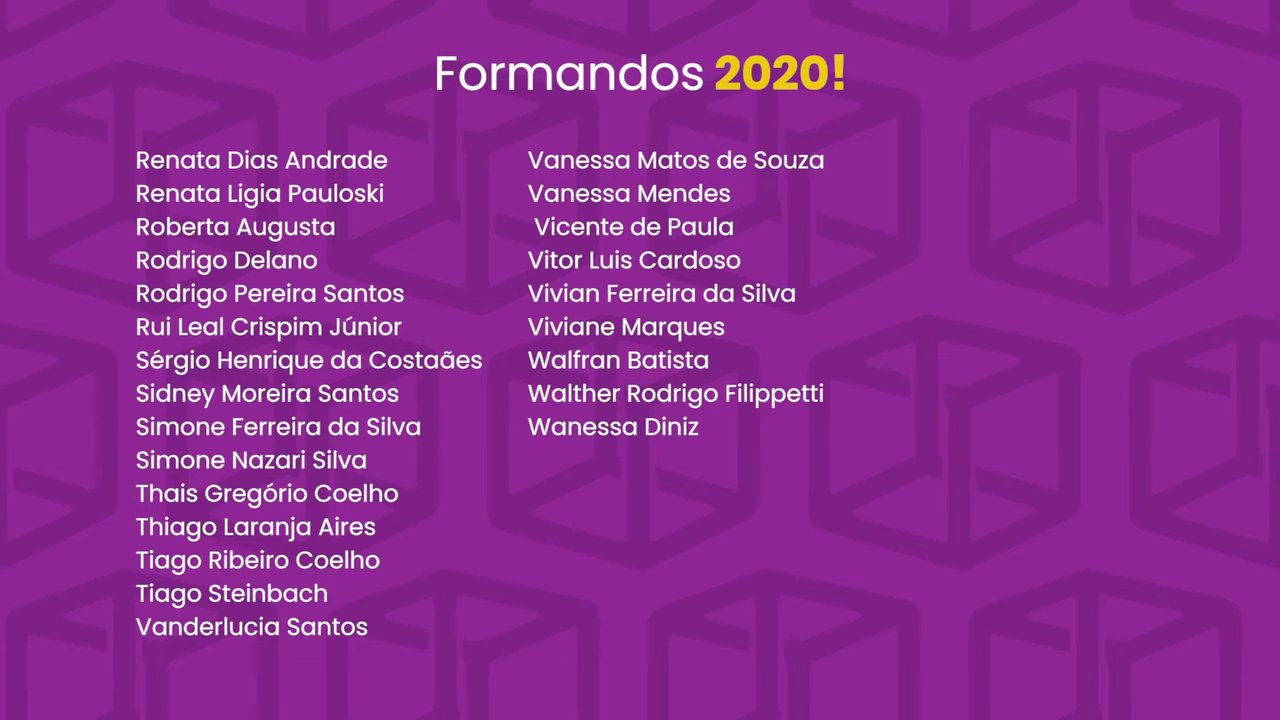 Formandos 2020!
Renata Dias Andrade
Renata Ligia Pauloski
Roberta Augusta
Rodrigo Delano
Rodrigo Pereira Santos
Rui Leal Crispim Júnior
Sérgio Henrique da Costaães
Sidney Moreira Santos
Simone Ferreira da Silva
Simone Nazari Silva
Thais Gregório Coelho
Thiago Laranja Aires
Tiago Ribeiro Coelho
Tiago Steinbach
Vanderlucia Santos
Vanessa Matos de Souza
Vanessa Mendes
Vicente de Paula
Vitor Luis Cardoso
Vivian Ferreira da Silva
Viviane Marques
Walfran Batista
Walther Rodrigo Filippetti
Wanessa Diniz